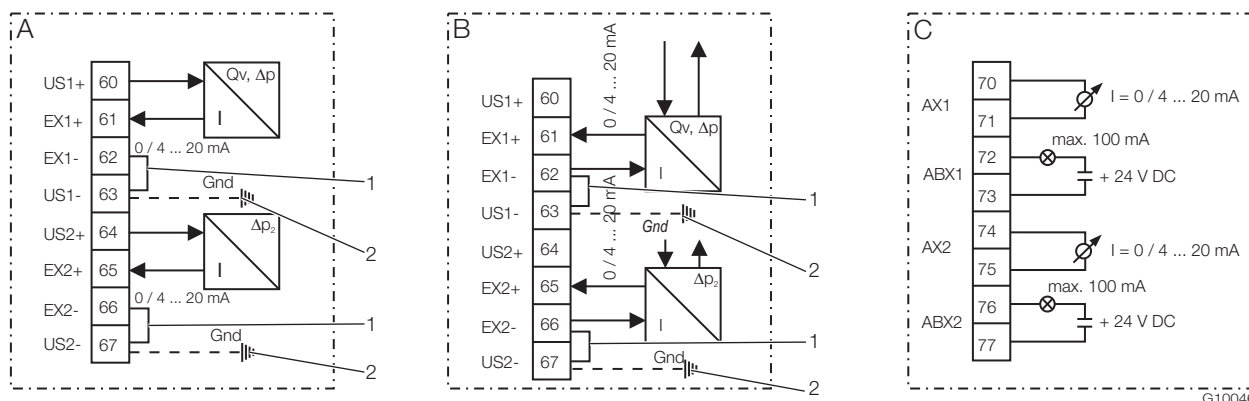 A
US1+ 60 Qv, Δp
EX1+ 61 I
0 / 4 ... 20 mA
EX1- 62
1
US1- 63 Gnd
2
US2+ 64 Δp₂
EX2+ 65 I
0 / 4 ... 20 mA
EX2- 66
1
US2- 67 Gnd
2
B
0 / 4 ... 20 mA
US1+ 60
EX1+ 61 Qv, Δp
EX1- 62 I
1
US1- 63 Gnd
2
0 / 4 ... 20 mA
US2+ 64
EX2+ 65 Δp₂
EX2- 66 I
1
US2- 67 Gnd
2
C
70
AX1 I = 0 / 4 ... 20 mA
71
max. 100 mA
72
ABX1 + 24 V DC
73
74
AX2 I = 0 / 4 ... 20 mA
75
max. 100 mA
76
ABX2 + 24 V DC
77